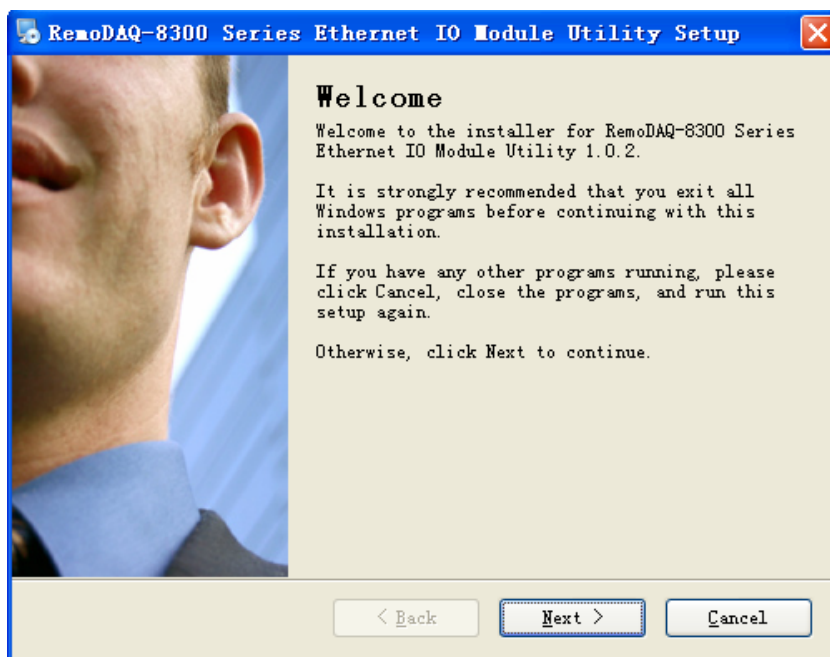 RemoDAQ-8300 Series Ethernet IO Module Utility Setup
Welcome
Welcome to the installer for RemoDAQ-8300 Series
Ethernet IO Module Utility 1.0.2.
It is strongly recommended that you exit all
Windows programs before continuing with this
installation.
If you have any other programs running, please
click Cancel, close the programs, and run this
setup again.
Otherwise, click Next to continue.
< Back
Next >
Cancel